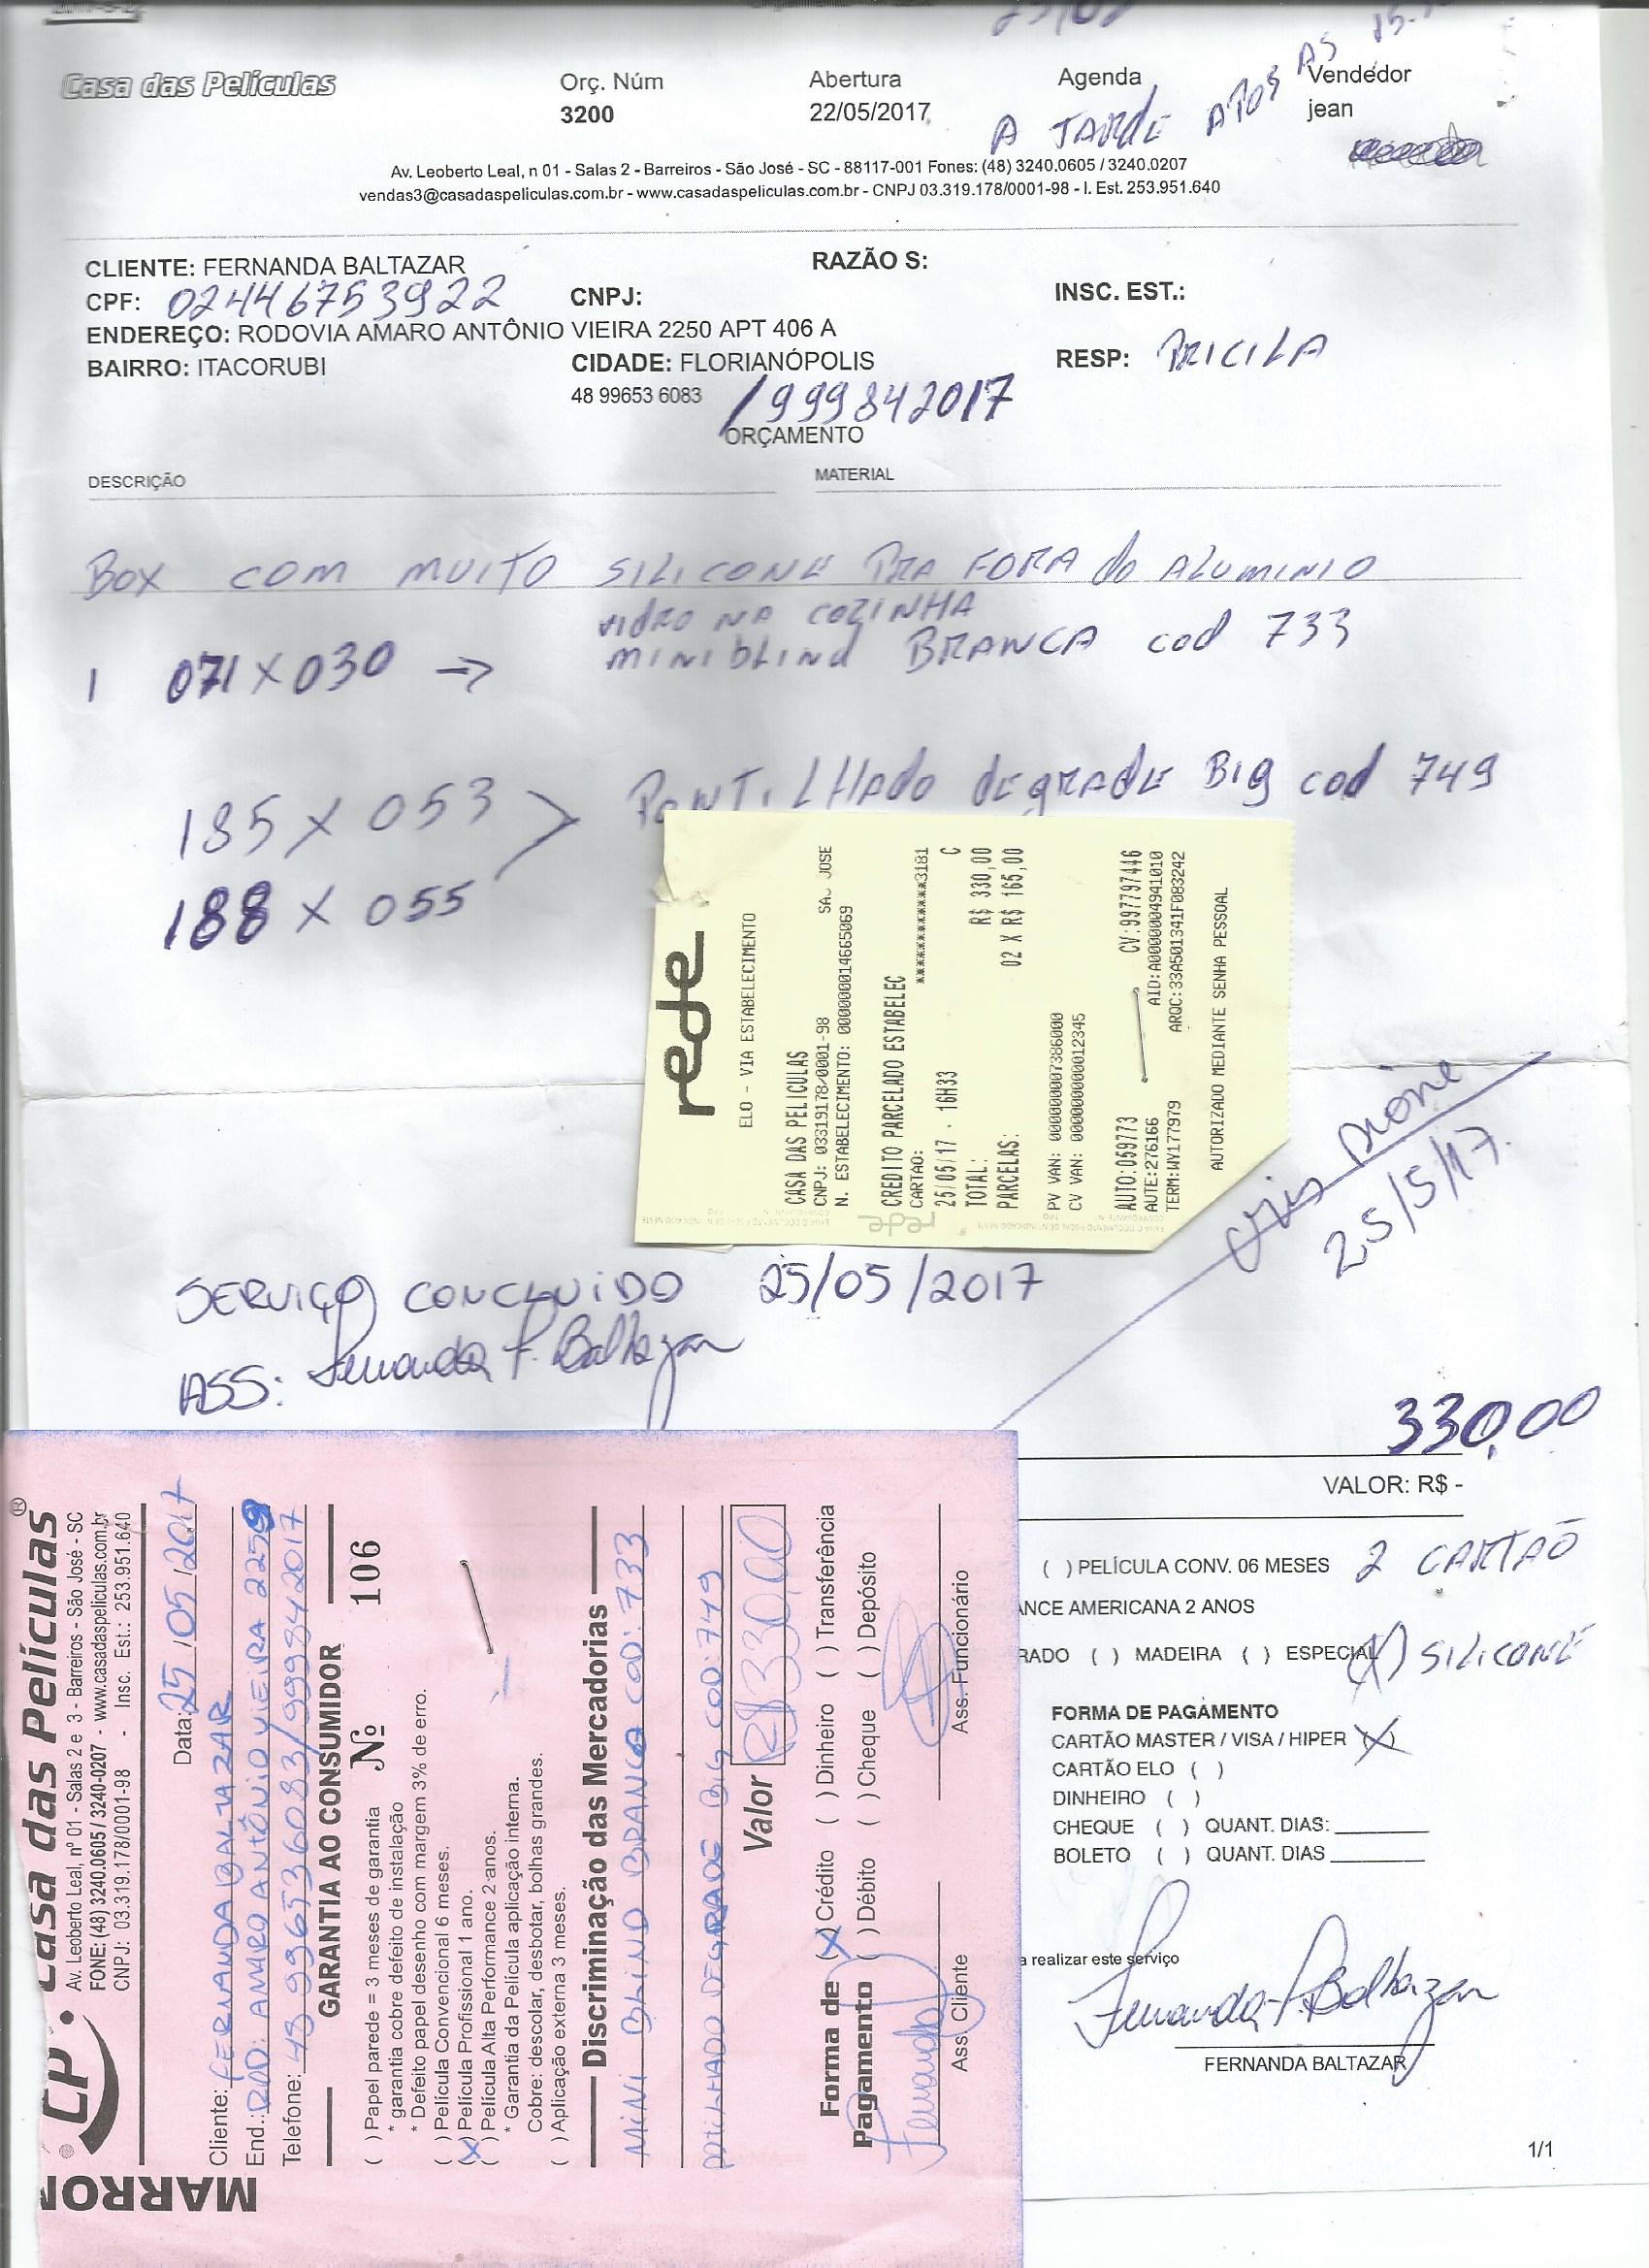 Casa das Películas
Orç. Núm
3200
Abertura
22/05/2017
Agenda
A TARDE APOS AS
Vendedor
jean
Av. Leoberto Leal, n 01 - Salas 2 - Barreiros - São José - SC - 88117-001 Fones: (48) 3240.0605 / 3240.0207
vendas3@casadaspeliculas.com.br - www.casadaspeliculas.com.br - CNPJ 03.319.178/0001-98 - I. Est. 253.951.640
CLIENTE: FERNANDA BALTAZAR
RAZÃO S:
CPF: 02446753922
CNPJ:
INSC. EST.:
ENDEREÇO: RODOVIA AMARO ANTÔNIO VIEIRA 2250 APT 406 A
BAIRRO: ITACORUBI
CIDADE: FLORIANÓPOLIS
RESP: PRICILA
48 99653 6083 / 999842017
ORÇAMENTO
DESCRIÇÃO
MATERIAL
BOX COM MUITO SILICONE PRA FORA do ALUMINIO
VIDRO NA COZINHA
1 071 X 030 → MINIBLIND BRANCA cod 733
185 X 053 > PONTILHADO DEGRADE BIG cod 749
188 X 055
rede
ELO - VIA ESTABELECIMENTO
CASA DAS PELICULAS
CNPJ: 03319178/0001-98 SAJ JOSE
N. ESTABELECIMENTO: 000000014665069
CREDITO PARCELADO ESTABELEC
CARTAO: ************3181
25/05/17 - 16H33 C
TOTAL: R$ 330,00
PARCELAS: 02 X R$ 165,00
PV VAN: 0000000007386000
CV VAN: 0000000000012345
AUTO:059773 CV:997797446
AUTE:276166 AID:A0000004941010
TERM:WY177979 ARQC:33A501341F083242
AUTORIZADO MEDIANTE SENHA PESSOAL
25/5/17.
SERVIÇO CONCLUIDO 25/05/2017
ASS: Fernanda F. Baltazar
330,00
VALOR: R$ -
( ) PELÍCULA CONV. 06 MESES 2 CARTAO
NCE AMERICANA 2 ANOS
RADO ( ) MADEIRA ( ) ESPECIAL (X) SILICONE
FORMA DE PAGAMENTO
CARTÃO MASTER / VISA / HIPER (X)
CARTÃO ELO ( )
DINHEIRO ( )
CHEQUE ( ) QUANT. DIAS:
BOLETO ( ) QUANT. DIAS
a realizar este serviço
Fernanda F. Baltazar
FERNANDA BALTAZAR
1/1
MARRO
CP. Casa das Películas®
Av. Leoberto Leal, nº 01 - Salas 2 e 3 - Barreiros - São José - SC
FONE: (48) 3240.0605 / 3240-0207 - www.casadaspeliculas.com.br
CNPJ: 03.319.178/0001-98 - Insc. Est.: 253.951.640
Data: 25/05/2017
Cliente: FERNANDA BALTAZAR
End.: ROD: AMARO ANTÔNIO VIEIRA 2250
Telefone: 48 996536083/999842017
GARANTIA AO CONSUMIDOR
Nº 106
( ) Papel parede = 3 meses de garantia
* garantia cobre defeito de instalação
* Defeito papel desenho com margem 3% de erro.
( ) Película Convencional 6 meses.
(X) Película Profissional 1 ano.
( ) Película Alta Performance 2 anos.
* Garantia da Película aplicação interna.
Cobre: descolar, desbotar, bolhas grandes.
( ) Aplicação externa 3 meses.
Discriminação das Mercadorias
MINI BLIND BRANCA COD: 733
POTILHADO DEGRADE BIG COD: 749
Valor R$ 330,00
Forma de Pagamento
(X) Crédito ( ) Dinheiro ( ) Transferência
( ) Débito ( ) Cheque ( ) Depósito
Fernanda
Ass. Cliente
Ass. Funcionário